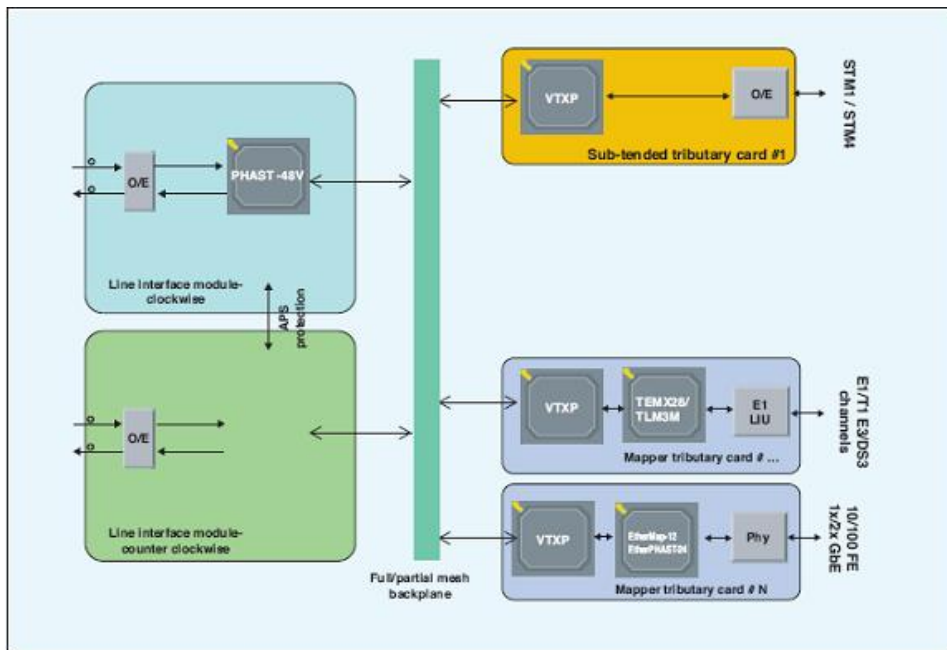 VTXP
O/E
Sub-tended tributary card #1
STM1 / STM4
O/E
PHAST -48V
Line interface module-
clockwise
APS
protection
O/E
Line interface module-
counter clockwise
Full/partial mesh
backplane
VTXP
TEMX28/
TLM3M
E1
LIU
Mapper tributary card # ...
E1/T1 E3/DS3
channels
VTXP
EtherMap-12
EtherPHAST04
Phy
Mapper tributary card # N
10/100 FE
1x/2x GbE